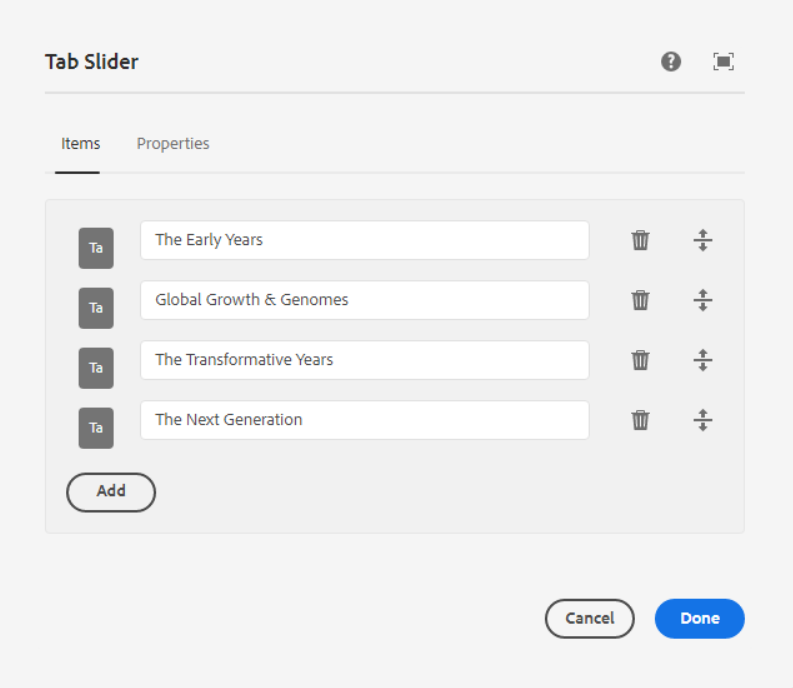 Tab Slider
Items Properties
Ta The Early Years
Ta Global Growth & Genomes
Ta The Transformative Years
Ta The Next Generation
Add
Cancel Done